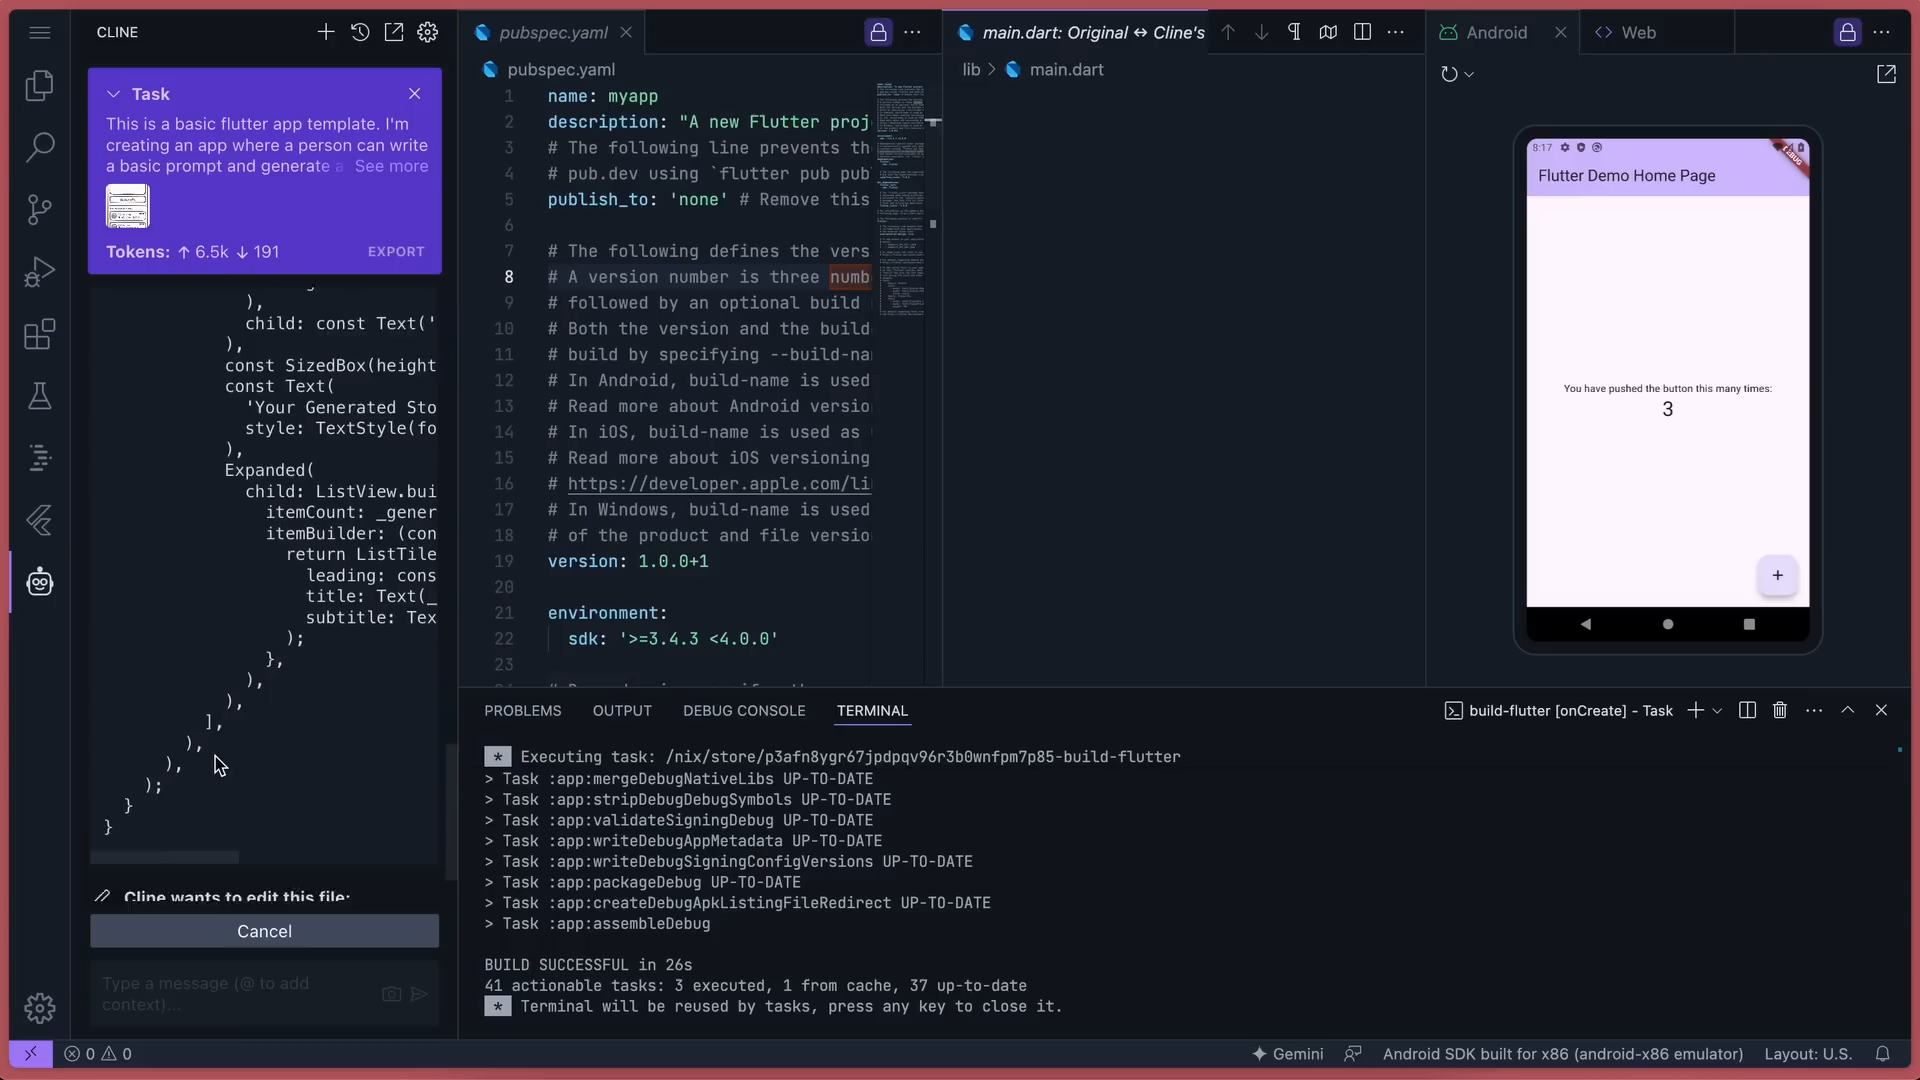 CLINE
Task
This is a basic flutter app template. I'm
creating an app where a person can write
a basic prompt and generate a See more
Tokens: ↑ 6.5k ↓ 191
EXPORT
),
child: const Text('
),
const SizedBox(height
const Text(
'Your Generated Sto
style: TextStyle(fo
),
Expanded(
child: ListView.bui
itemCount: _gener
itemBuilder: (con
return ListTile
leading: cons
title: Text(_
subtitle: Tex
);
},
),
),
],
),
),
);
}
}
Cline wants to edit this file:
Cancel
Type a message (@ to add
context)...
pubspec.yaml
pubspec.yaml
1 name: myapp
2 description: "A new Flutter proj
3 # The following line prevents th
4 # pub.dev using `flutter pub pub
5 publish_to: 'none' # Remove this
6
7 # The following defines the vers
8 # A version number is three numb
9 # followed by an optional build
10 # Both the version and the build
11 # build by specifying --build-na
12 # In Android, build-name is used
13 # Read more about Android versio
14 # In iOS, build-name is used as
15 # Read more about iOS versioning
16 # https://developer.apple.com/li
17 # In Windows, build-name is used
18 # of the product and file versio
19 version: 1.0.0+1
20
21 environment:
22 sdk: '>=3.4.3 <4.0.0'
23
main.dart: Original ↔ Cline's
lib > main.dart
Android
<> Web
8:17
DEBUG
Flutter Demo Home Page
You have pushed the button this many times:
3
+
PROBLEMS OUTPUT DEBUG CONSOLE TERMINAL
build-flutter [onCreate] - Task
* Executing task: /nix/store/p3afn8ygr67jpdpqv96r3b0wnfpm7p85-build-flutter
> Task :app:mergeDebugNativeLibs UP-TO-DATE
> Task :app:stripDebugDebugSymbols UP-TO-DATE
> Task :app:validateSigningDebug UP-TO-DATE
> Task :app:writeDebugAppMetadata UP-TO-DATE
> Task :app:writeDebugSigningConfigVersions UP-TO-DATE
> Task :app:packageDebug UP-TO-DATE
> Task :app:createDebugApkListingFileRedirect UP-TO-DATE
> Task :app:assembleDebug
BUILD SUCCESSFUL in 26s
41 actionable tasks: 3 executed, 1 from cache, 37 up-to-date
* Terminal will be reused by tasks, press any key to close it.
0 0
Gemini
Android SDK built for x86 (android-x86 emulator)
Layout: U.S.